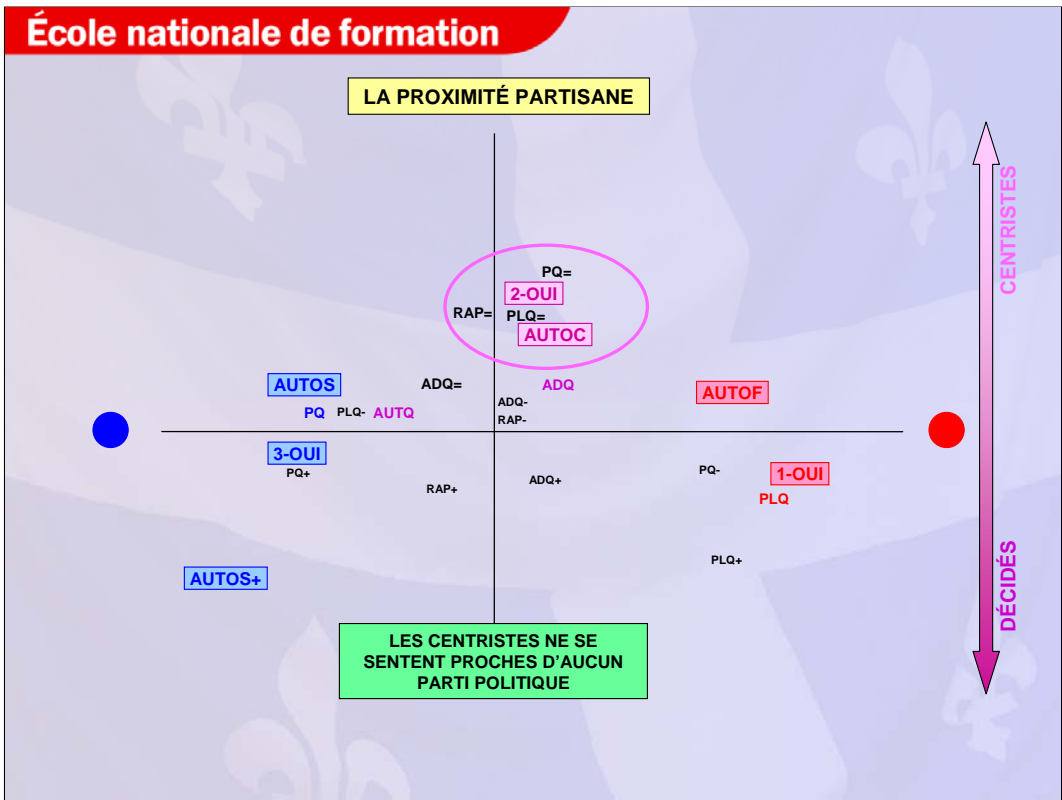 École nationale de formation
LA PROXIMITÉ PARTISANE
CENTRISTES
PQ=
2-OUI
RAP= PLQ=
AUTOC
AUTOS ADQ= ADQ AUTOF
ADQ-
PQ PLQ- AUTQ
RAP-
3-OUI
PQ+ PQ- 1-OUI
RAP+ ADQ+
PLQ
PLQ+
AUTOS+
DÉCIDÉS
LES CENTRISTES NE SE
SENTENT PROCHES D'AUCUN
PARTI POLITIQUE